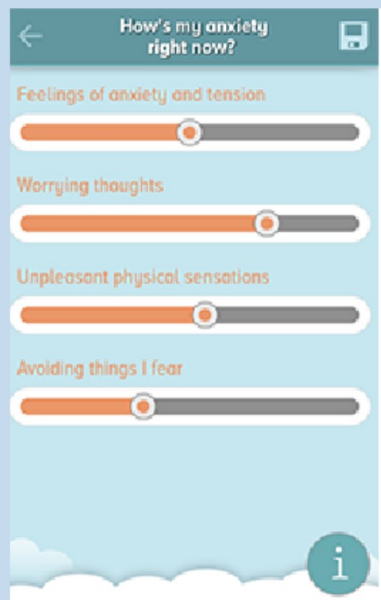 How's my anxiety
right now?
Feelings of anxiety and tension
Worrying thoughts
Unpleasant physical sensations
Avoiding things I fear
i